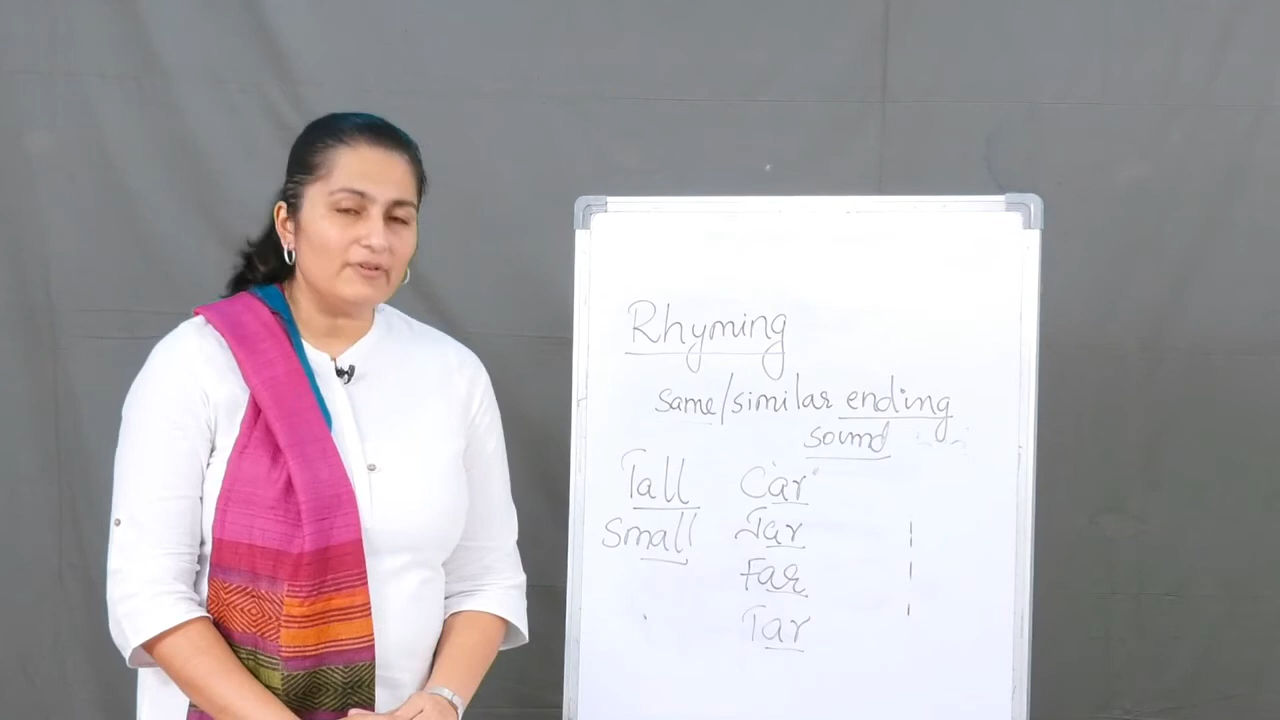 Rhyming
same/similar ending
sound
Tall Car
Small Jar
Far
Tar